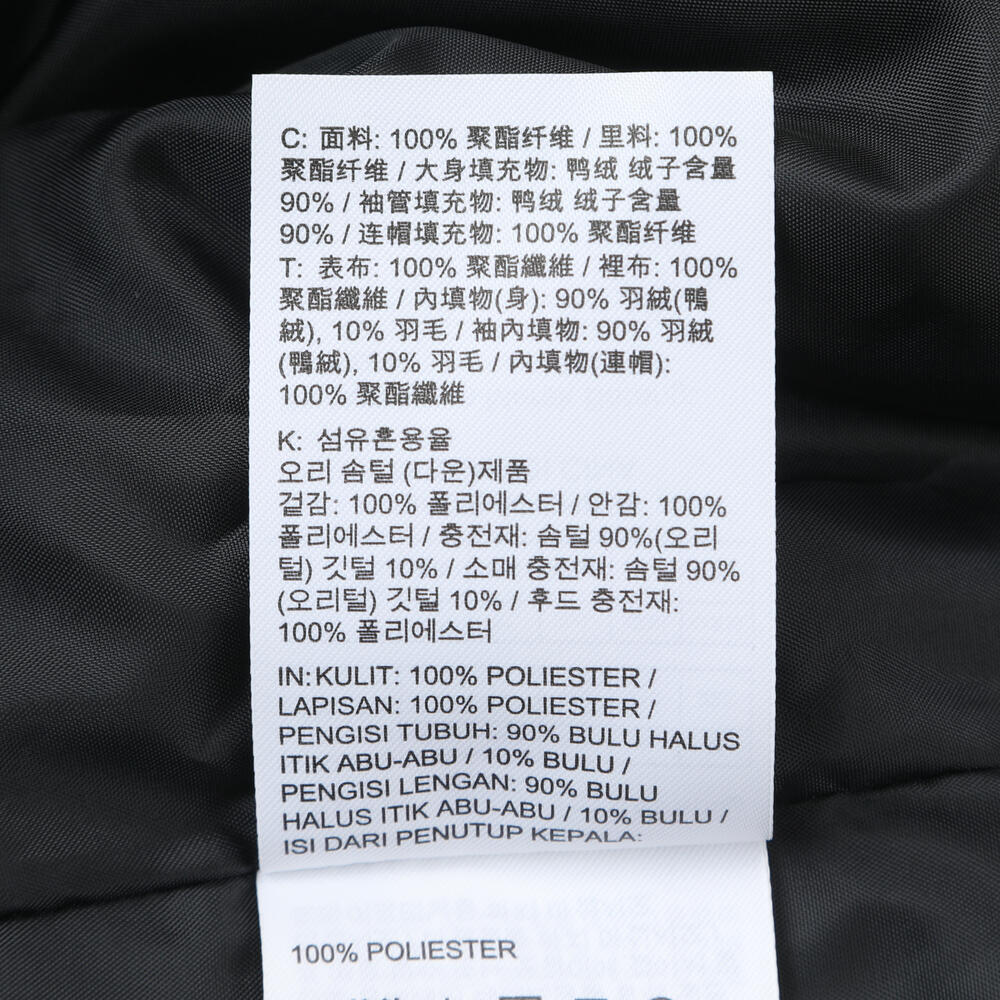 C: 面料: 100% 聚酯纤维 / 里料: 100%
聚酯纤维 / 大身填充物: 鸭绒 绒子含量
90% / 袖管填充物: 鸭绒 绒子含量
90% / 连帽填充物: 100% 聚酯纤维
T: 表布: 100% 聚酯纖維 / 裡布: 100%
聚酯纖維 / 內填物(身): 90% 羽絨(鴨
絨), 10% 羽毛 / 袖內填物: 90% 羽絨
(鴨絨), 10% 羽毛 / 內填物(連帽):
100% 聚酯纖維
K: 섬유혼용율
오리 솜털 (다운)제품
겉감: 100% 폴리에스터 / 안감: 100%
폴리에스터 / 충전재: 솜털 90%(오리
털) 깃털 10% / 소매 충전재: 솜털 90%
(오리털) 깃털 10% / 후드 충전재:
100% 폴리에스터
IN: KULIT: 100% POLIESTER /
LAPISAN: 100% POLIESTER /
PENGISI TUBUH: 90% BULU HALUS
ITIK ABU-ABU / 10% BULU /
PENGISI LENGAN: 90% BULU
HALUS ITIK ABU-ABU / 10% BULU /
ISI DARI PENUTUP KEPALA:
100% POLIESTER